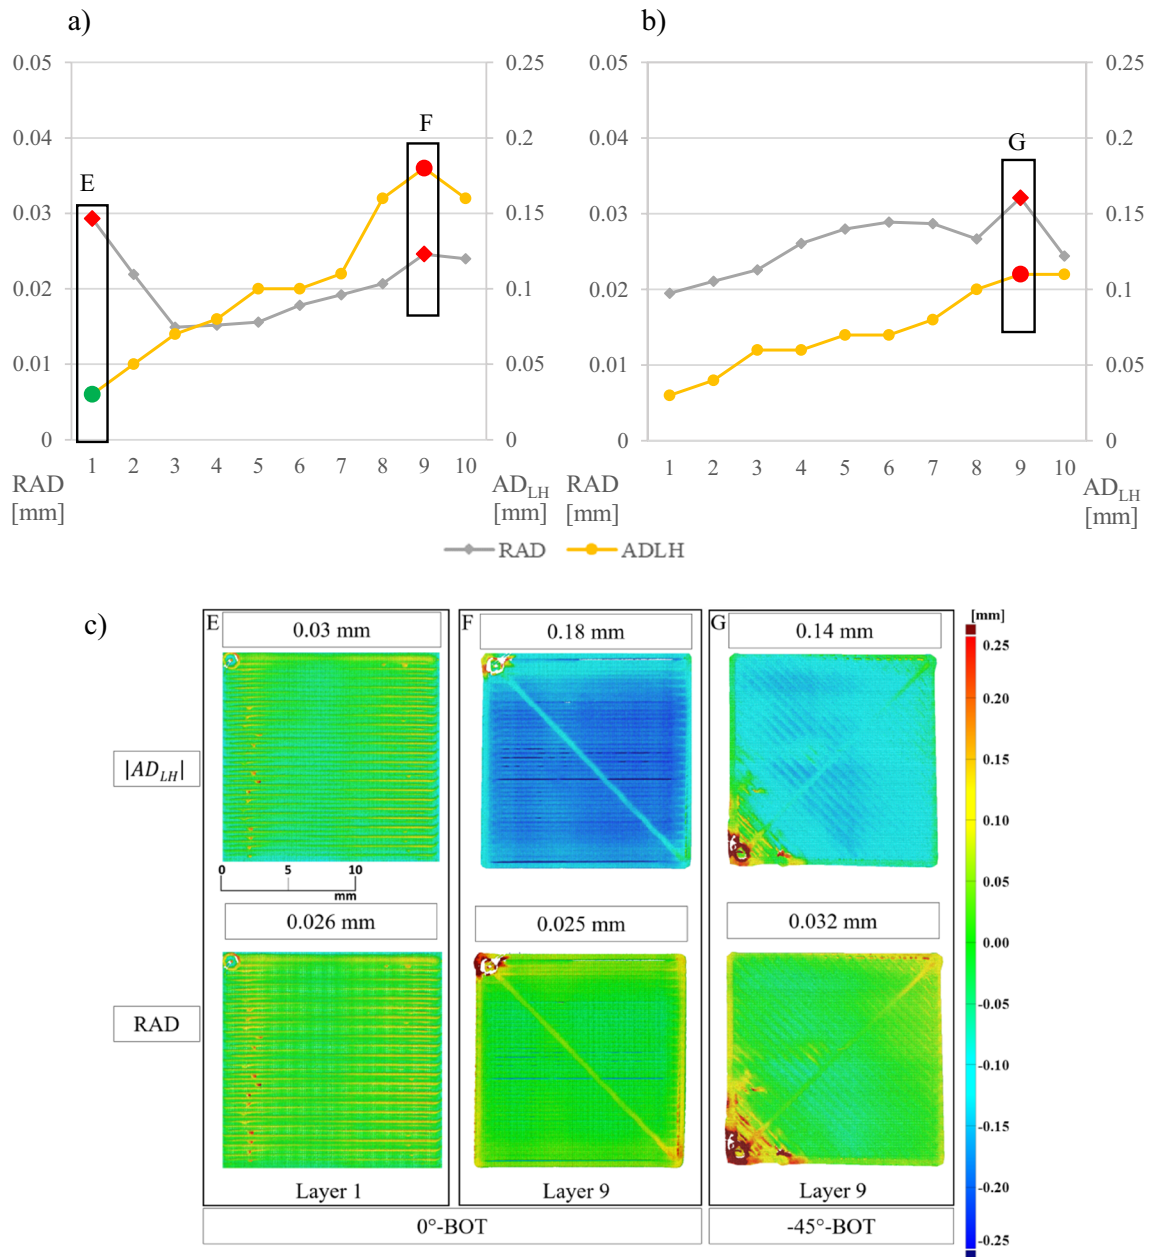 a)
b)
0.05
0.25
0.05
0.25
0.04
0.2
0.04
0.2
0.03
0.15
0.03
0.15
0.02
0.1
0.02
0.1
0.01
0.05
0.01
0.05
0
0
0
0
E
F
G
1 2 3 4 5 6 7 8 9 10
1 2 3 4 5 6 7 8 9 10
RAD
[mm]
AD_LH
[mm]
RAD
[mm]
AD_LH
[mm]
RAD
ADLH
c)
E
0.03 mm
F
0.18 mm
G
0.14 mm
[mm]
0.25
0.20
0.15
0.10
0.05
0.00
-0.05
-0.10
-0.15
-0.20
-0.25
|AD_LH|
0 5 10
mm
0.026 mm
0.025 mm
0.032 mm
RAD
Layer 1
Layer 9
Layer 9
0°-BOT
-45°-BOT